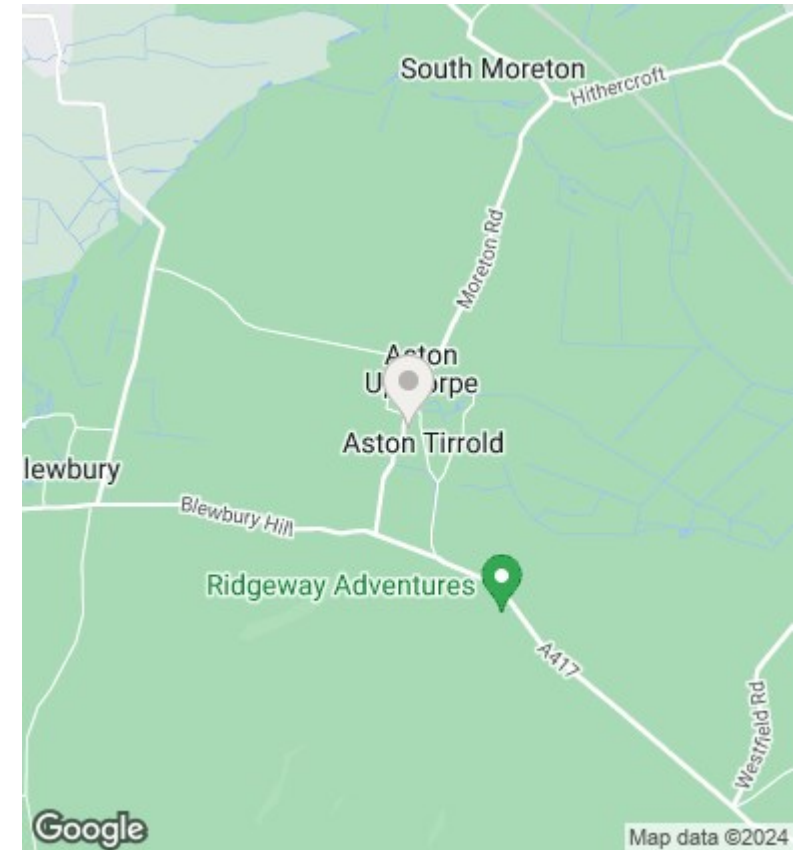 South Moreton
Hithercroft
Moreton Rd
Aston
Aston Tirrold
lewbury
Blewbury Hill
Ridgeway Adventures
A417
Westfield Rd
Google
Map data ©2024